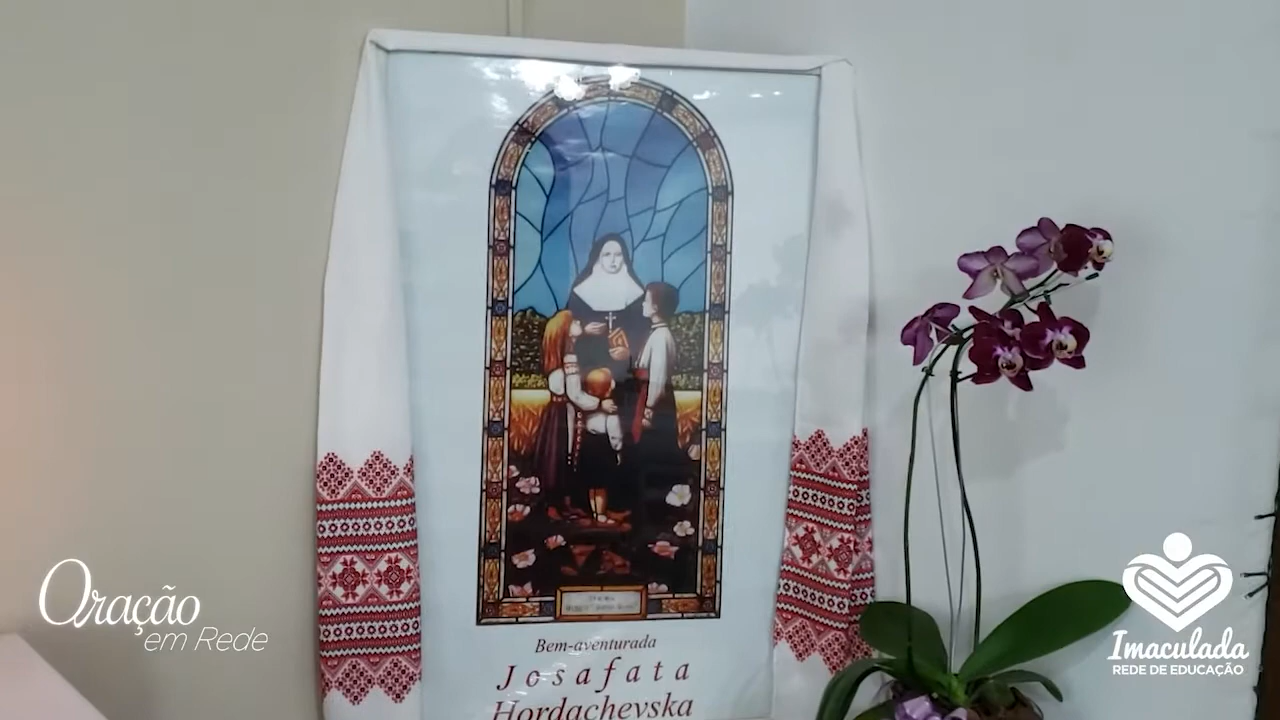 Bem-aventurada
Josafata
Hordachevska
Oração
em Rede
Imaculada
REDE DE EDUCAÇÃO